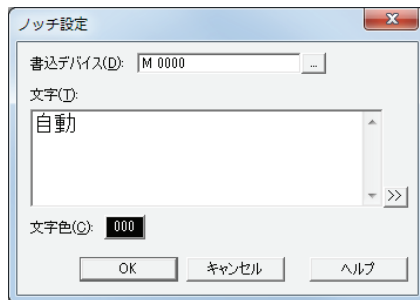 ノッチ設定
書込デバイス(D): M 0000 ...
文字(T):
自動
>>
文字色(C): 000
OK キャンセル ヘルプ